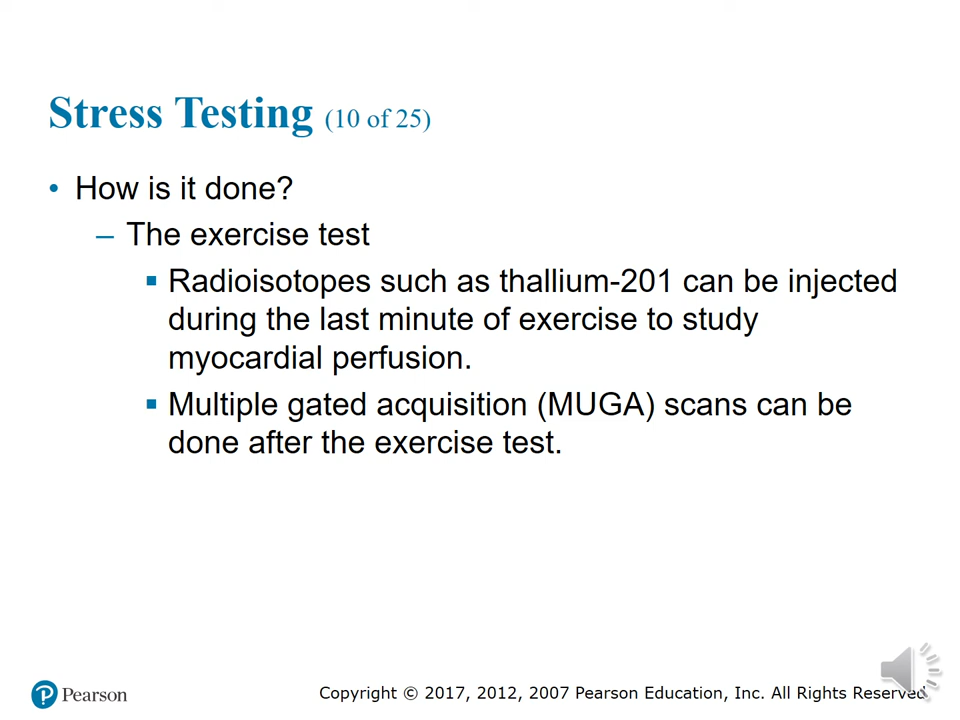 Stress Testing (10 of 25)
• How is it done?
– The exercise test
▪ Radioisotopes such as thallium-201 can be injected
during the last minute of exercise to study
myocardial perfusion.
▪ Multiple gated acquisition (MUGA) scans can be
done after the exercise test.
Pearson
Copyright © 2017, 2012, 2007 Pearson Education, Inc. All Rights Reserved